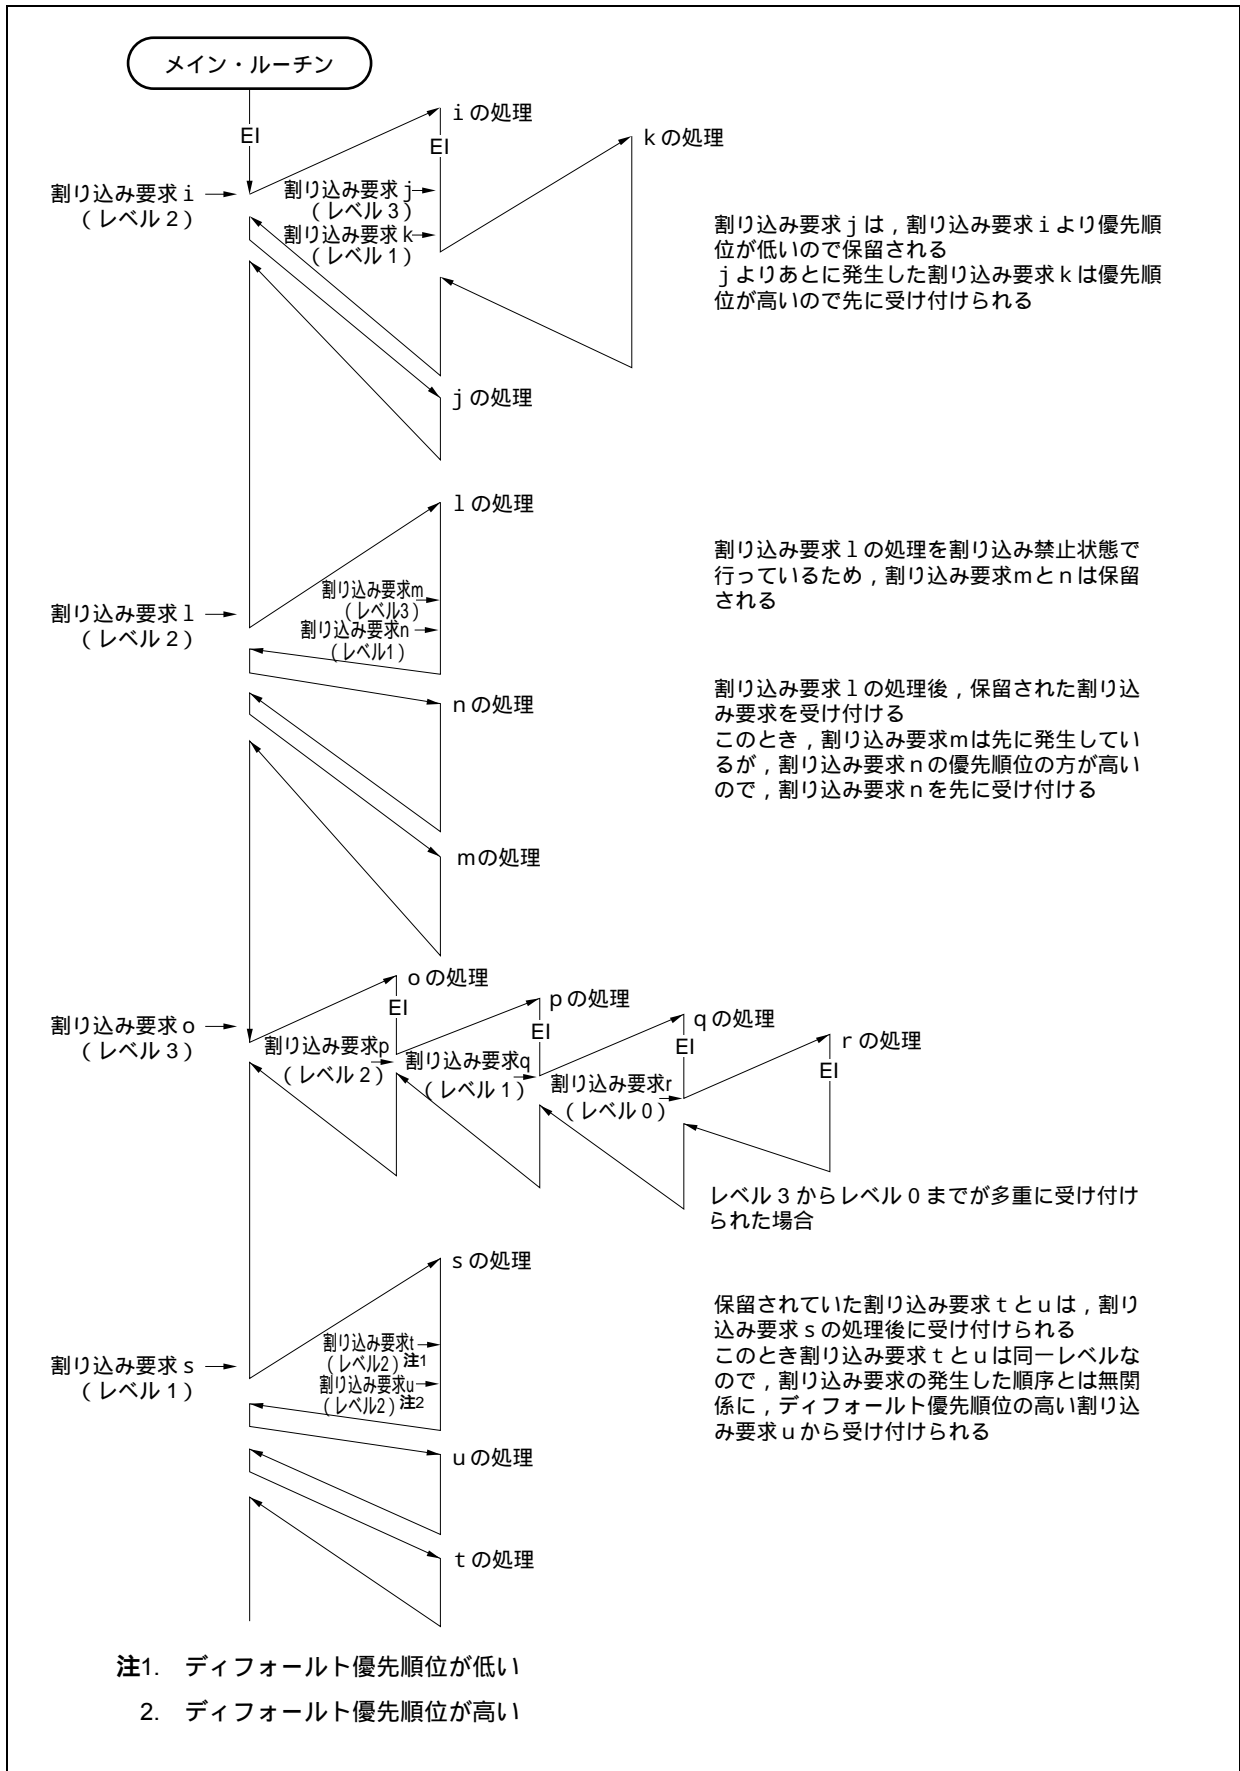 メイン・ルーチン
EI
iの処理
EI
kの処理
割り込み要求i
（レベル2）
割り込み要求j
（レベル3）
割り込み要求k
（レベル1）
割り込み要求jは，割り込み要求iより優先順
位が低いので保留される
jよりあとに発生した割り込み要求kは優先順
位が高いので先に受け付けられる
jの処理
lの処理
割り込み要求l
（レベル2）
割り込み要求m
（レベル3）
割り込み要求n
（レベル1）
割り込み要求lの処理を割り込み禁止状態で
行っているため，割り込み要求mとnは保留
される
nの処理
割り込み要求lの処理後，保留された割り込
み要求を受け付ける
このとき，割り込み要求mは先に発生してい
るが，割り込み要求nの優先順位の方が高い
ので，割り込み要求nを先に受け付ける
mの処理
oの処理
EI
pの処理
EI
qの処理
EI
rの処理
EI
割り込み要求o
（レベル3）
割り込み要求p
（レベル2）
割り込み要求q
（レベル1）
割り込み要求r
（レベル0）
レベル3からレベル0までが多重に受け付け
られた場合
sの処理
割り込み要求s
（レベル1）
割り込み要求t
（レベル2）注1
割り込み要求u
（レベル2）注2
保留されていた割り込み要求tとuは，割り
込み要求sの処理後に受け付けられる
このとき割り込み要求tとuは同一レベルな
ので，割り込み要求の発生した順序とは無関
係に，ディフォールト優先順位の高い割り込
み要求uから受け付けられる
uの処理
tの処理
注1. ディフォールト優先順位が低い
2. ディフォールト優先順位が高い